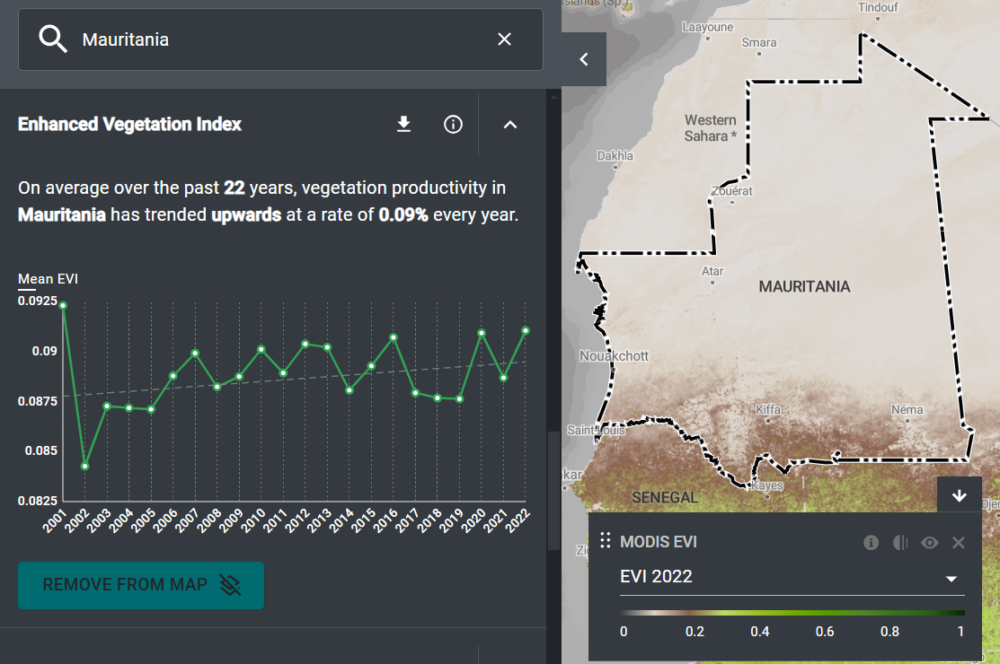 Mauritania
Enhanced Vegetation Index
On average over the past 22 years, vegetation productivity in
Mauritania has trended upwards at a rate of 0.09% every year.
Mean EVI
0.0925
0.09
0.0875
0.085
0.0825
2001 2002 2003 2004 2005 2006 2007 2008 2009 2010 2011 2012 2013 2014 2015 2016 2017 2018 2019 2020 2021 2022
REMOVE FROM MAP
Islands (Sp.)
Tindouf
Laayoune
Smara
Western
Sahara *
Dakhla
Zouérat
Atar
MAURITANIA
Nouakchott
Kiffa
Néma
Saint-Louis
kar
Kayes
SENEGAL
MODIS EVI
EVI 2022
0 0.2 0.4 0.6 0.8 1